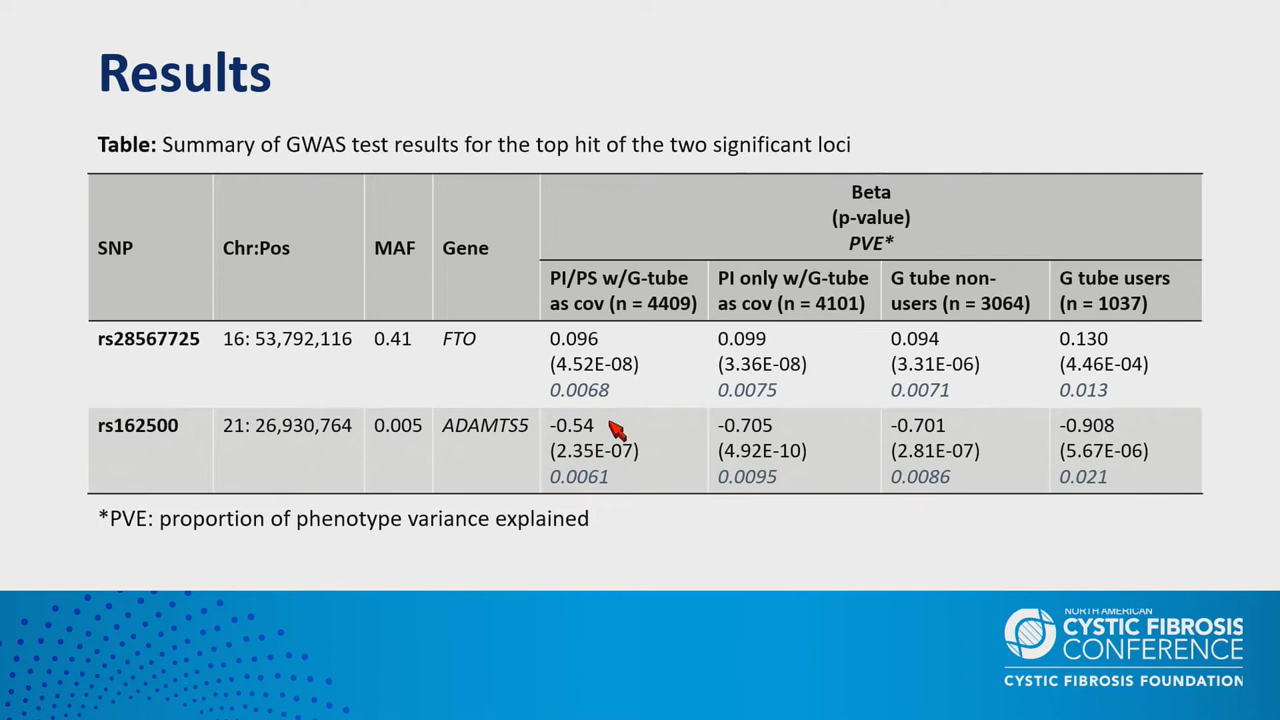 Results
Table: Summary of GWAS test results for the top hit of the two significant loci
SNP
Chr:Pos
MAF
Gene
Beta
(p-value)
PVE*
PI/PS w/G-tube
as cov (n = 4409)
PI only w/G-tube
as cov (n = 4101)
G tube non-
users (n = 3064)
G tube users
(n = 1037)
rs28567725
16: 53,792,116
0.41
FTO
0.096
(4.52E-08)
0.0068
0.099
(3.36E-08)
0.0075
0.094
(3.31E-06)
0.0071
0.130
(4.46E-04)
0.013
rs162500
21: 26,930,764
0.005
ADAMTS5
-0.54
(2.35E-07)
0.0061
-0.705
(4.92E-10)
0.0095
-0.701
(2.81E-07)
0.0086
-0.908
(5.67E-06)
0.021
*PVE: proportion of phenotype variance explained
NORTH AMERICAN
CYSTIC FIBROSIS
CONFERENCE
CYSTIC FIBROSIS FOUNDATION